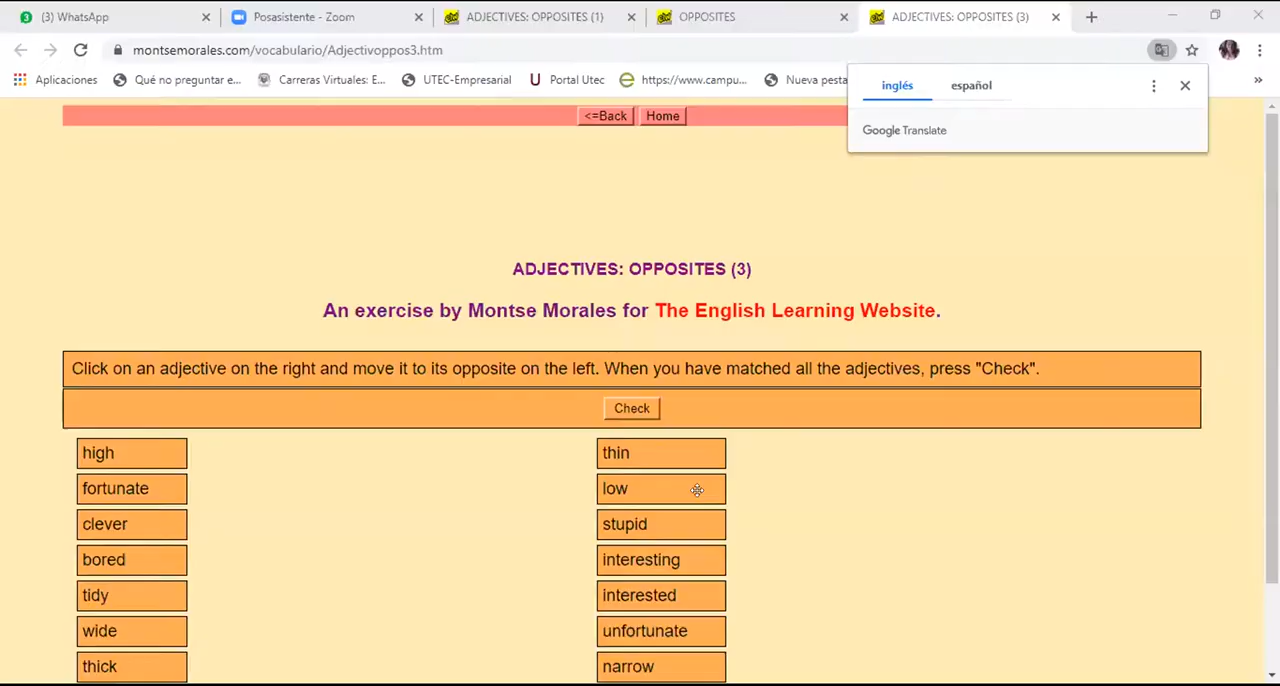 (3) WhatsApp
Posasistente - Zoom
ADJECTIVES: OPPOSITES (1)
OPPOSITES
ADJECTIVES: OPPOSITES (3)
montsemorales.com/vocabulario/Adjectivoppos3.htm
Aplicaciones
Qué no preguntar e...
Carreras Virtuales: E...
UTEC-Empresarial
Portal Utec
https://www.campu...
Nueva pesta
inglés
español
Google Translate
<=Back
Home
ADJECTIVES: OPPOSITES (3)
An exercise by Montse Morales for The English Learning Website.
Click on an adjective on the right and move it to its opposite on the left. When you have matched all the adjectives, press "Check".
Check
high
thin
fortunate
low
clever
stupid
bored
interesting
tidy
interested
wide
unfortunate
thick
narrow